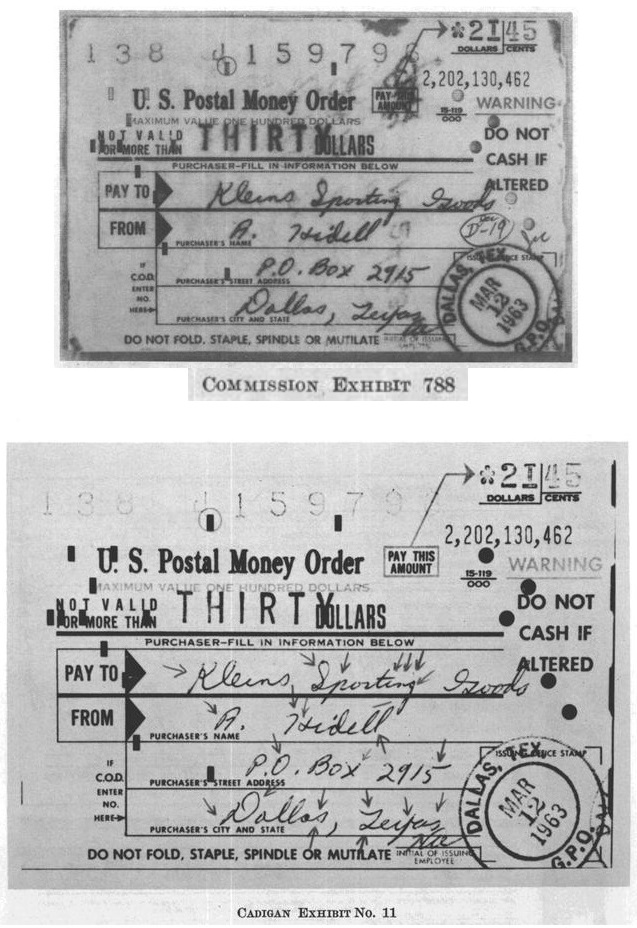 138 4159796
*21 45
DOLLARS CENTS
2,202,130,462
U. S. Postal Money Order
PAY THIS AMOUNT
15-119
000
WARNING
MAXIMUM VALUE ONE HUNDRED DOLLARS
NOT VALID
FOR MORE THAN THIRTY DOLLARS
DO NOT
CASH IF
ALTERED
PURCHASER-FILL IN INFORMATION BELOW
PAY TO Kleins Sporting Goods
FROM A. Hidell
D-19
PURCHASER'S NAME
ISSUING OFFICE STAMP
IF
C.O.D.
ENTER
NO.
HERE
P.O. Box 2915
PURCHASER'S STREET ADDRESS
Dallas, Texas
PURCHASER'S CITY AND STATE
DALLAS, TEX.
MAR
12
1963
G.P.O.
DO NOT FOLD, STAPLE, SPINDLE OR MUTILATE
INITIAL OF ISSUING
EMPLOYEE
COMMISSION EXHIBIT 788
138 415979
*21 45
DOLLARS CENTS
2,202,130,462
U. S. Postal Money Order
PAY THIS
AMOUNT
15-119
000
WARNING
MAXIMUM VALUE ONE HUNDRED DOLLARS
NOT VALID
FOR MORE THAN THIRTY DOLLARS
DO NOT
CASH IF
ALTERED
PURCHASER-FILL IN INFORMATION BELOW
PAY TO Kleins Sporting Goods
FROM A. Hidell
PURCHASER'S NAME
ISSUING OFFICE STAMP
IF
C.O.D.
ENTER
NO.
HERE
P.O. Box 2915
PURCHASER'S STREET ADDRESS
Dallas, Texas
PURCHASER'S CITY AND STATE
DALLAS, TEX.
MAR
12
1963
G.P.O.
DO NOT FOLD, STAPLE, SPINDLE OR MUTILATE
INITIAL OF ISSUING
EMPLOYEE
CADIGAN EXHIBIT NO. 11